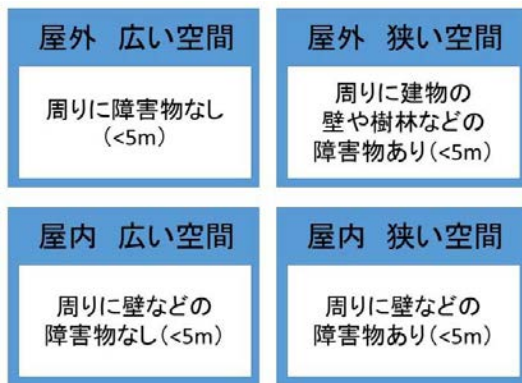 屋外 広い空間
周りに障害物なし
(<5m)
屋外 狭い空間
周りに建物の
壁や樹林などの
障害物あり(<5m)
屋内 広い空間
周りに壁などの
障害物なし(<5m)
屋内 狭い空間
周りに壁などの
障害物あり(<5m)